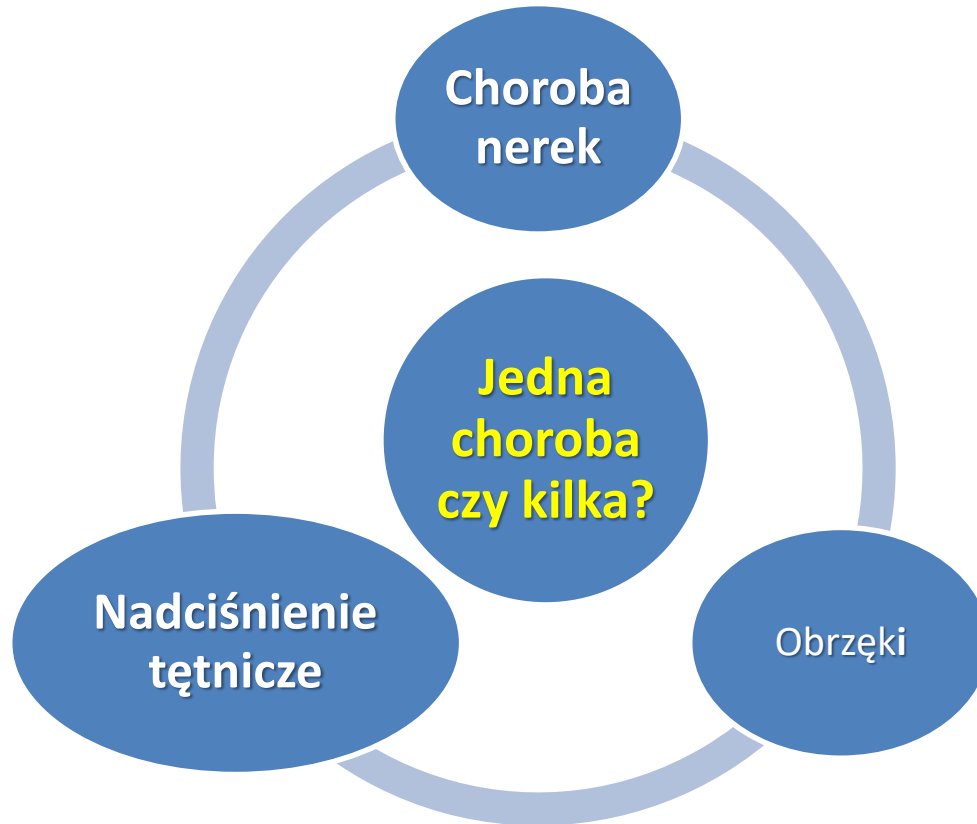 Choroba
nerek
Jedna
choroba
czy kilka?
Nadciśnienie
tętnicze
Obrzęki